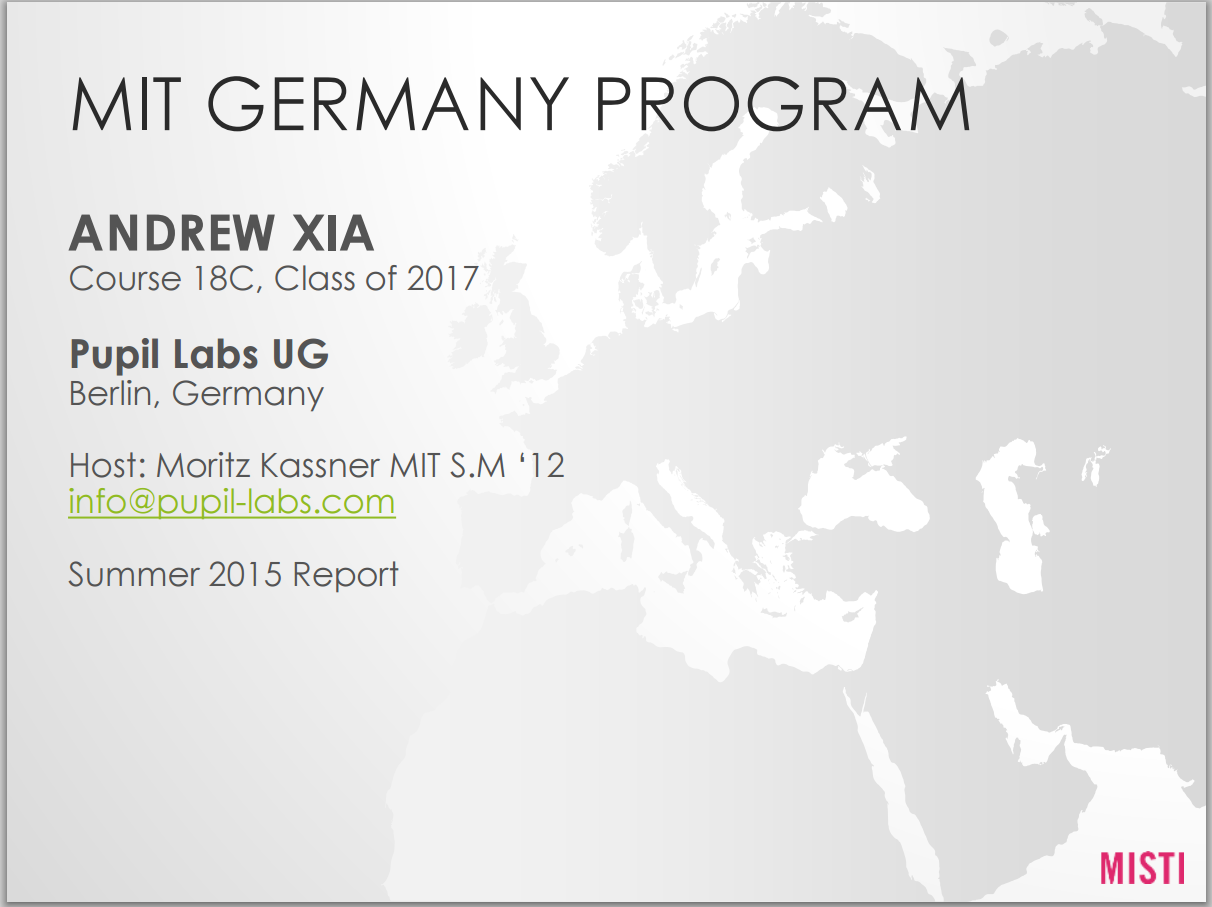 MIT GERMANY PROGRAM
ANDREW XIA
Course 18C, Class of 2017
Pupil Labs UG
Berlin, Germany
Host: Moritz Kassner MIT S.M ‘12
info@pupil-labs.com
Summer 2015 Report
MISTI